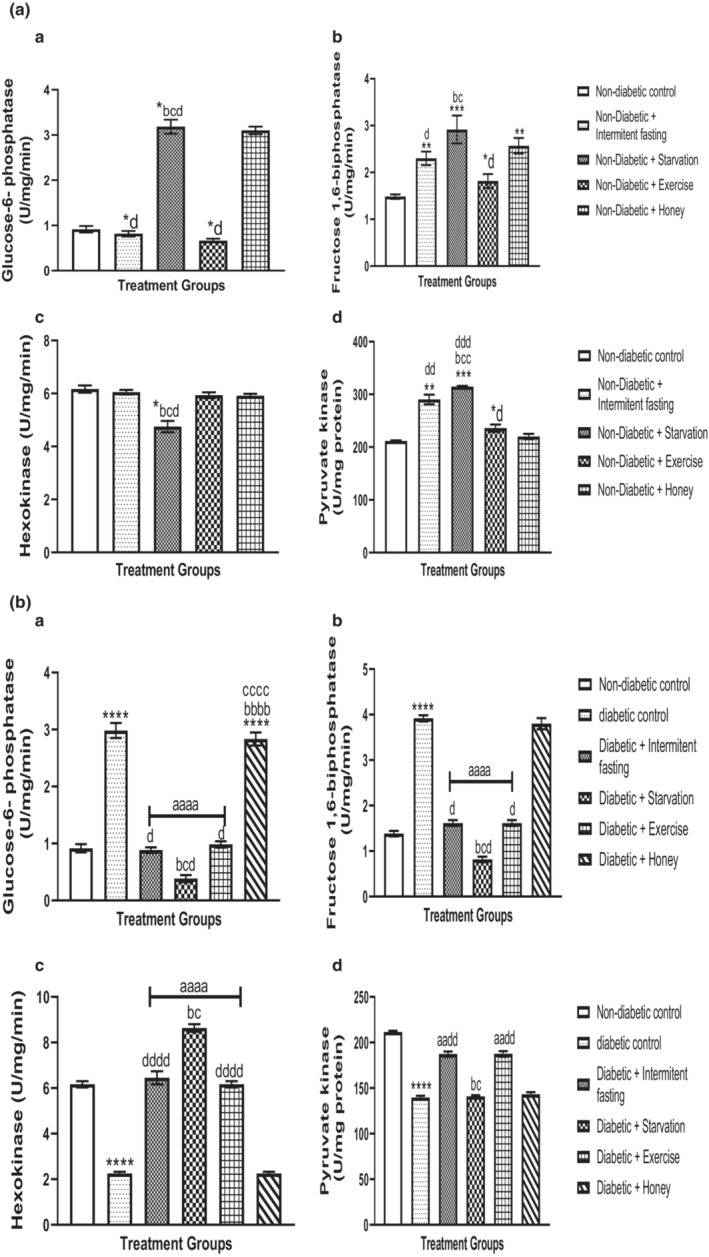 (a)
a
Glucose-6- phosphatase
(U/mg/min)
4
3
2
1
0
*d
*bcd
*d
Treatment Groups
b
Fructose 1,6-biphosphatase
(U/mg/min)
4
3
2
1
0
d
**
bc
***
*d
**
Treatment Groups
Non-diabetic control
Non-Diabetic +
Intermitent fasting
Non-Diabetic + Starvation
Non-Diabetic + Exercise
Non-Diabetic + Honey
c
Hexokinase (U/mg/min)
8
6
4
2
0
*bcd
Treatment Groups
d
Pyruvate kinase
(U/mg protein)
400
300
200
100
0
dd
**
ddd
bcc
***
*d
Treatment Groups
Non-diabetic control
Non-Diabetic +
Intermitent fasting
Non-Diabetic + Starvation
Non-Diabetic + Exercise
Non-Diabetic + Honey
(b)
a
Glucose-6- phosphatase
(U/mg/min)
4
3
2
1
0
****
aaaa
d
bcd
d
cccc
bbbb
****
Treatment Groups
b
Fructose 1,6-biphosphatase
(U/mg/min)
5
4
3
2
1
0
****
aaaa
d
bcd
d
Treatment Groups
Non-diabetic control
diabetic control
Diabetic + Intermitent
fasting
Diabetic + Starvation
Diabetic + Exercise
Diabetic + Honey
c
Hexokinase (U/mg/min)
10
8
6
4
2
0
****
aaaa
dddd
bc
dddd
Treatment Groups
d
Pyruvate kinase
(U/mg protein)
250
200
150
100
50
0
****
aadd
bc
aadd
Treatment Groups
Non-diabetic control
diabetic control
Diabetic + Intermitent
fasting
Diabetic + Starvation
Diabetic + Exercise
Diabetic + Honey